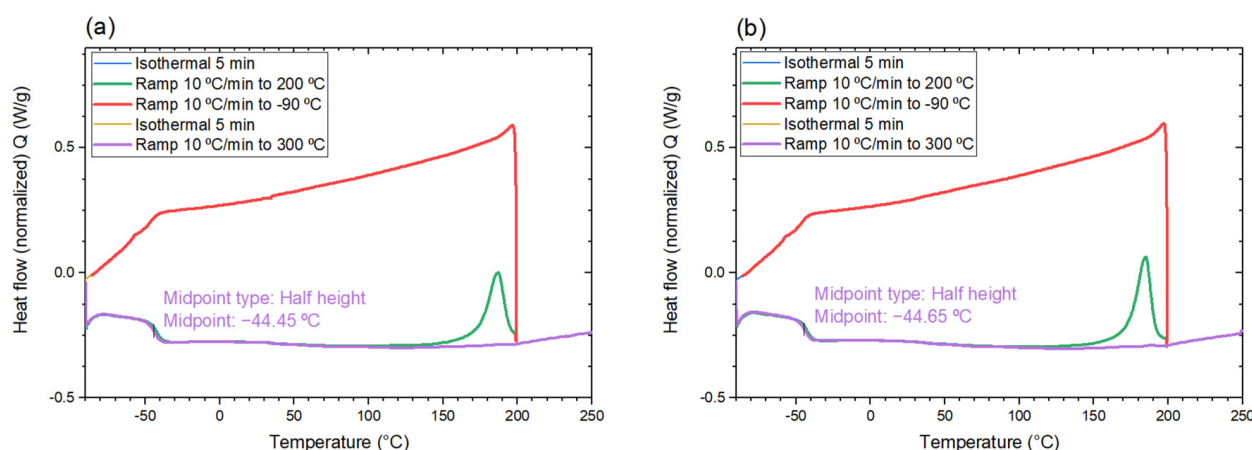 (a)
Isothermal 5 min
Ramp 10 ºC/min to 200 ºC
Ramp 10 ºC/min to -90 ºC
Isothermal 5 min
Ramp 10 ºC/min to 300 ºC
Heat flow (normalized) Q (W/g)
0.5
0.0
-0.5
Midpoint type: Half height
Midpoint: −44.45 ºC
-50 0 50 100 150 200 250
Temperature (°C)
(b)
Isothermal 5 min
Ramp 10 ºC/min to 200 ºC
Ramp 10 ºC/min to -90 ºC
Isothermal 5 min
Ramp 10 ºC/min to 300 ºC
Heat flow (normalized) Q (W/g)
0.5
0.0
-0.5
Midpoint type: Half height
Midpoint: −44.65 ºC
-50 0 50 100 150 200 250
Temperature (°C)